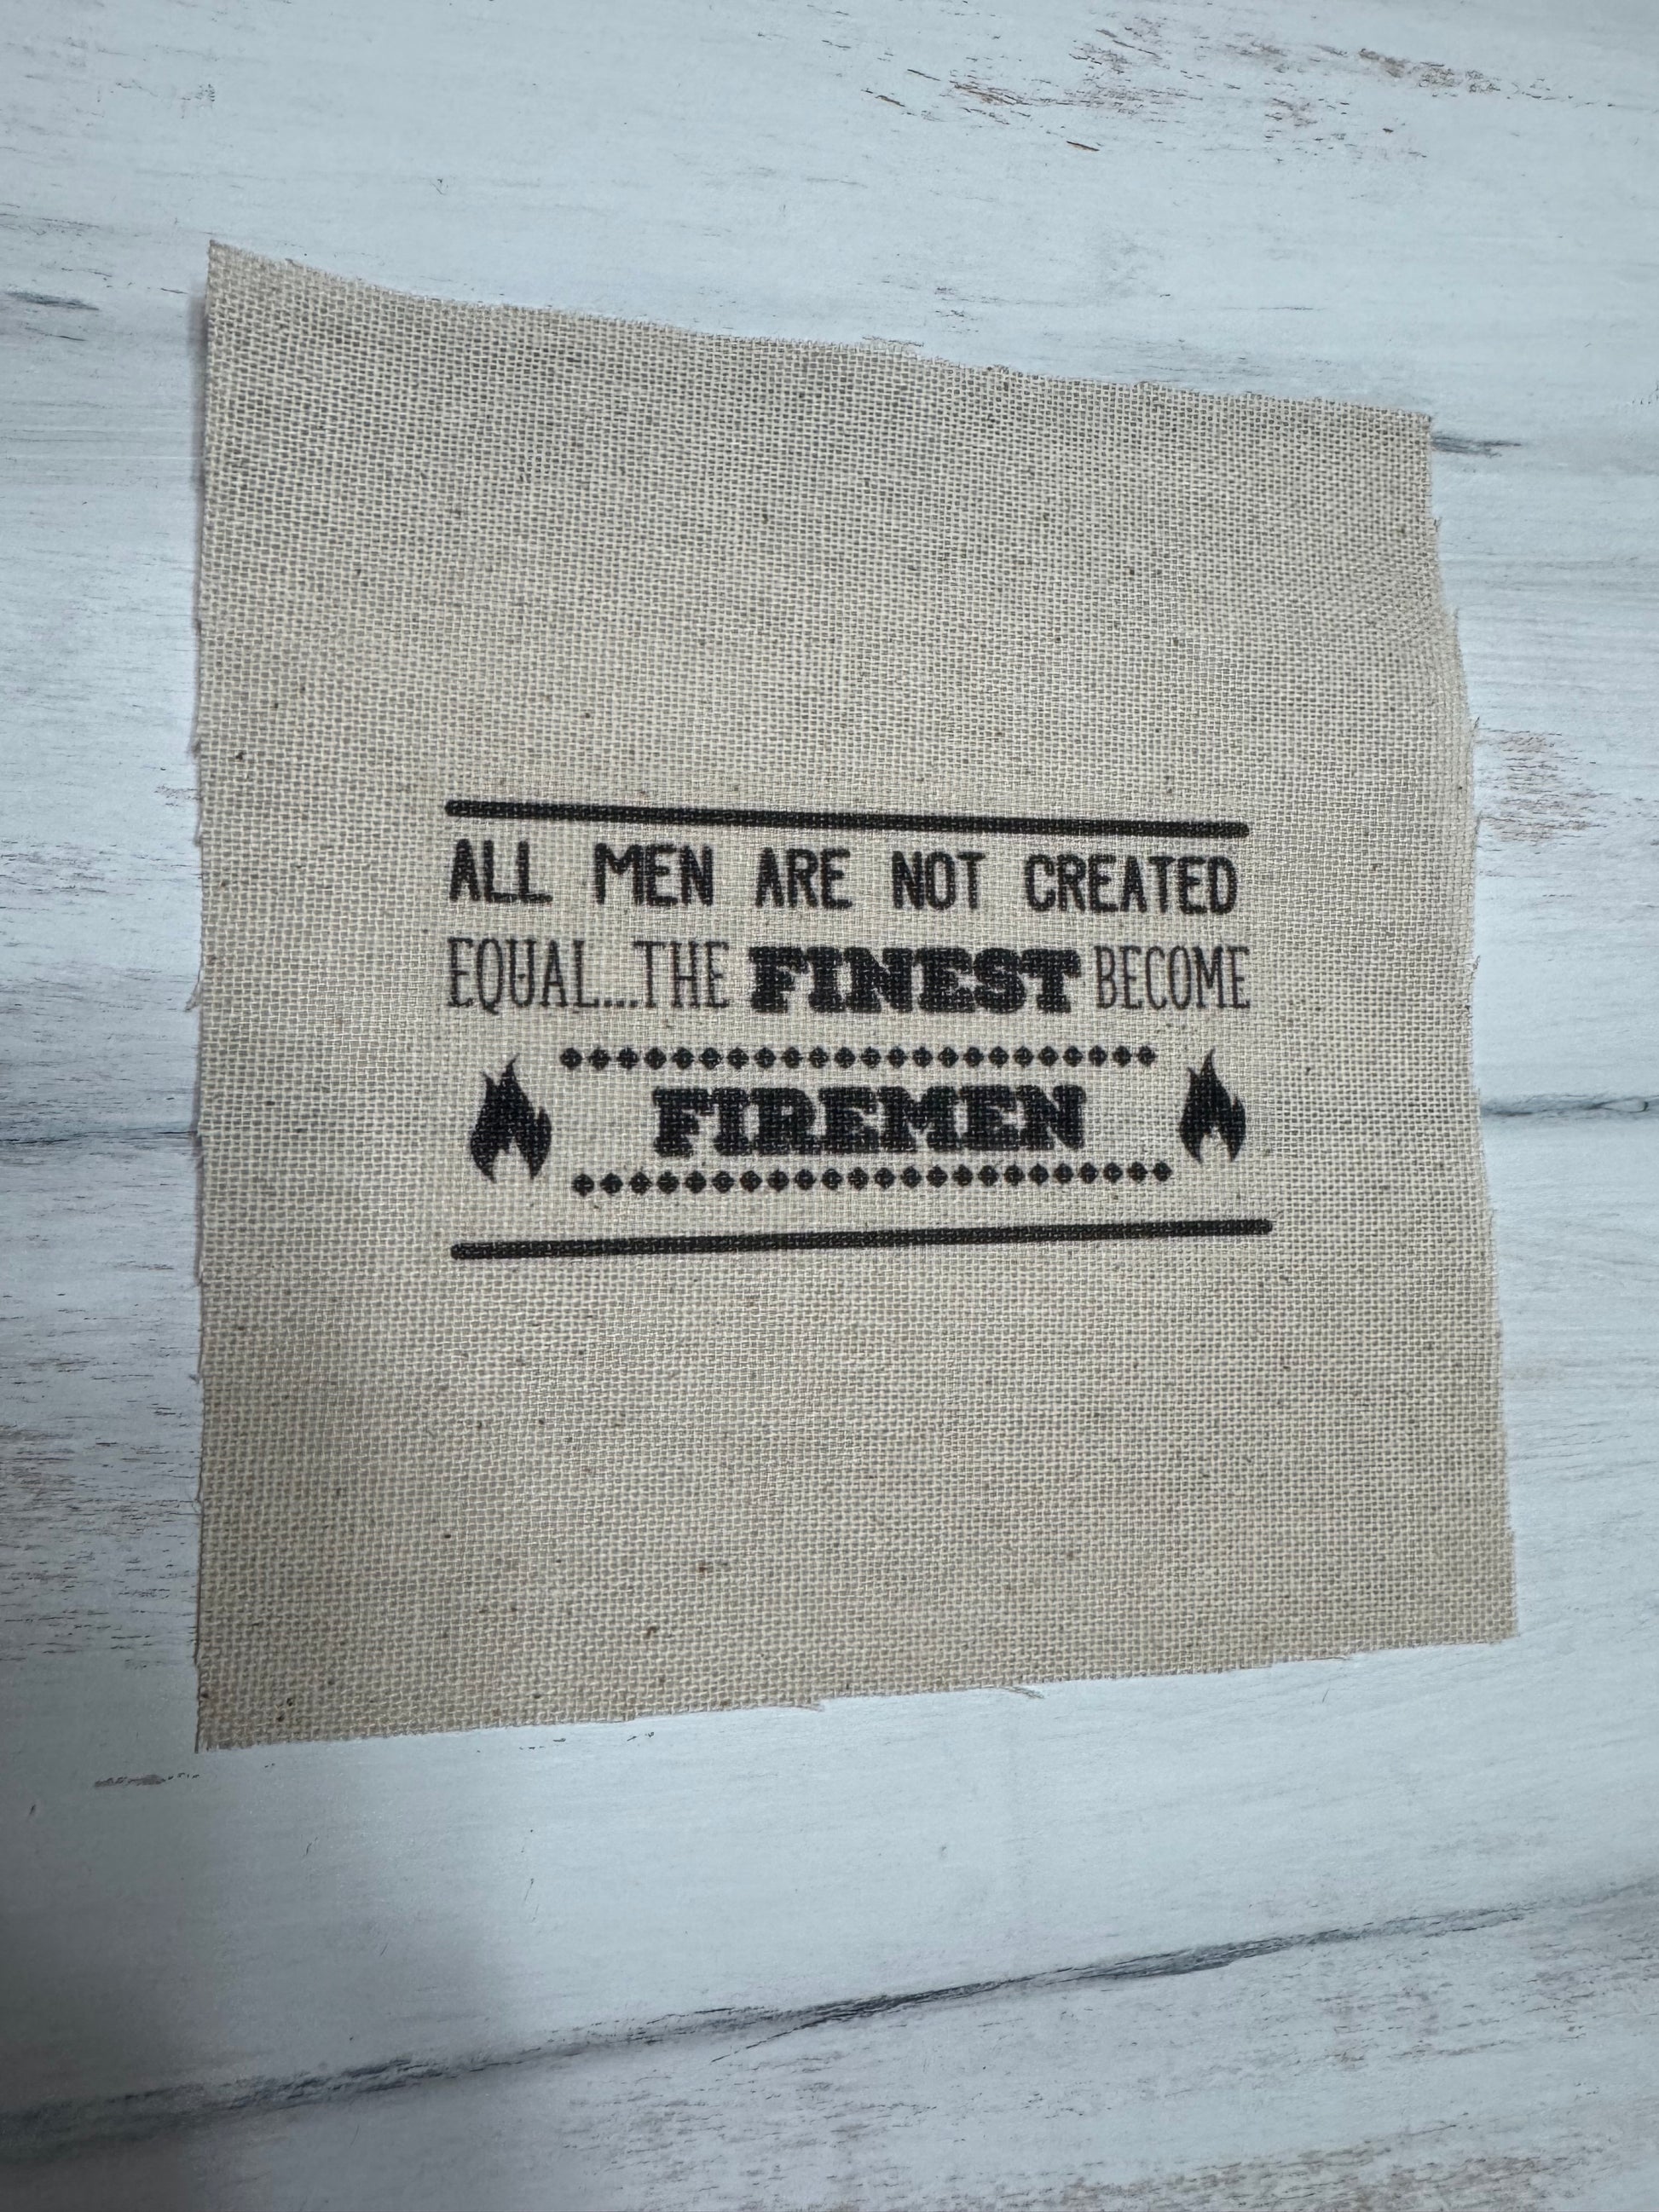 ALL MEN ARE NOT CREATED
EQUAL...THE FINEST BECOME
FIREMEN